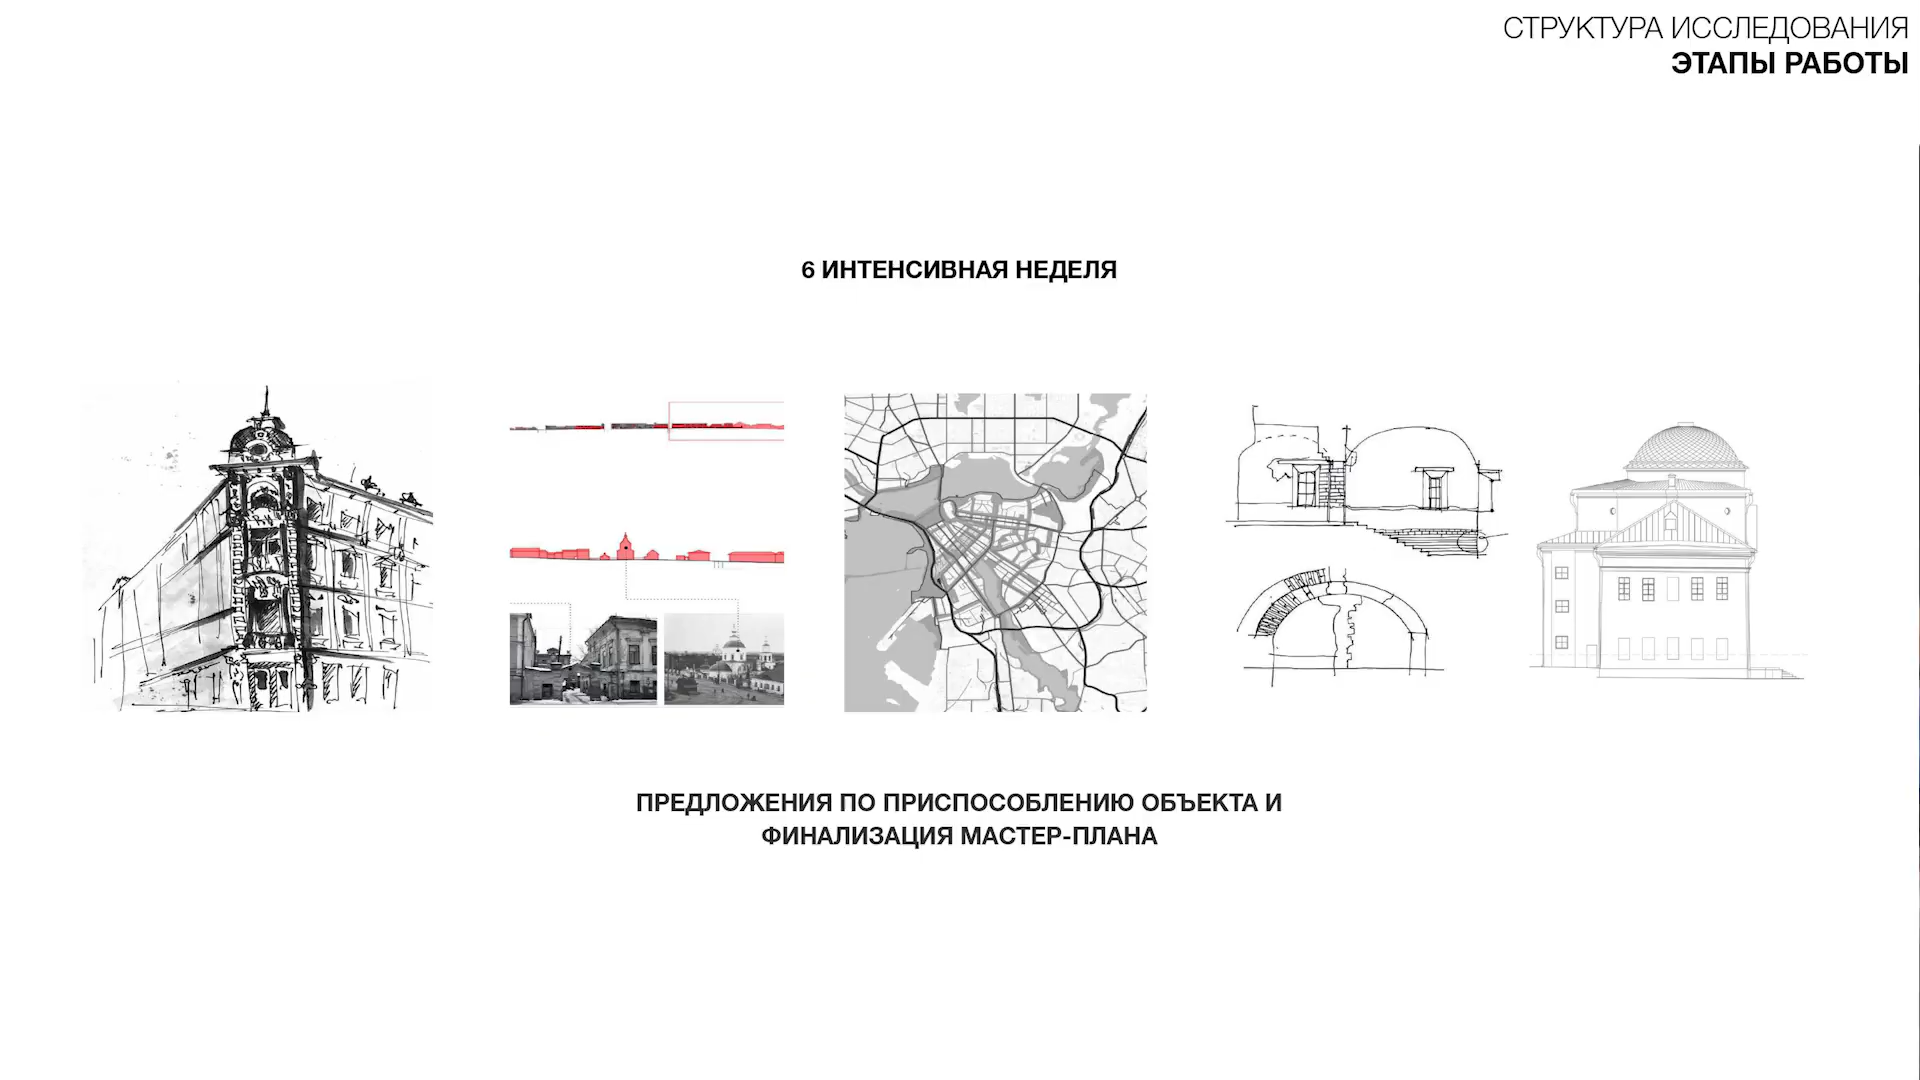 СТРУКТУРА ИССЛЕДОВАНИЯ
ЭТАПЫ РАБОТЫ
6 ИНТЕНСИВНАЯ НЕДЕЛЯ
ПРЕДЛОЖЕНИЯ ПО ПРИСПОСОБЛЕНИЮ ОБЪЕКТА И
ФИНАЛИЗАЦИЯ МАСТЕР-ПЛАНА